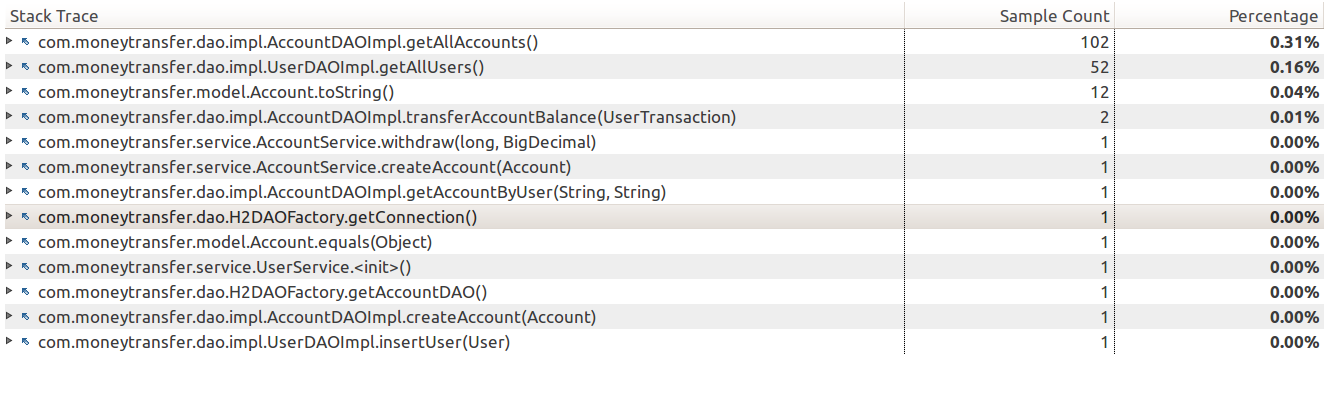 Stack Trace Sample Count Percentage
com.moneytransfer.dao.impl.AccountDAOImpl.getAllAccounts() 102 0.31%
com.moneytransfer.dao.impl.UserDAOImpl.getAllUsers() 52 0.16%
com.moneytransfer.model.Account.toString() 12 0.04%
com.moneytransfer.dao.impl.AccountDAOImpl.transferAccountBalance(UserTransaction) 2 0.01%
com.moneytransfer.service.AccountService.withdraw(long, BigDecimal) 1 0.00%
com.moneytransfer.service.AccountService.createAccount(Account) 1 0.00%
com.moneytransfer.dao.impl.AccountDAOImpl.getAccountByUser(String, String) 1 0.00%
com.moneytransfer.dao.H2DAOFactory.getConnection() 1 0.00%
com.moneytransfer.model.Account.equals(Object) 1 0.00%
com.moneytransfer.service.UserService.<init>() 1 0.00%
com.moneytransfer.dao.H2DAOFactory.getAccountDAO() 1 0.00%
com.moneytransfer.dao.impl.AccountDAOImpl.createAccount(Account) 1 0.00%
com.moneytransfer.dao.impl.UserDAOImpl.insertUser(User) 1 0.00%